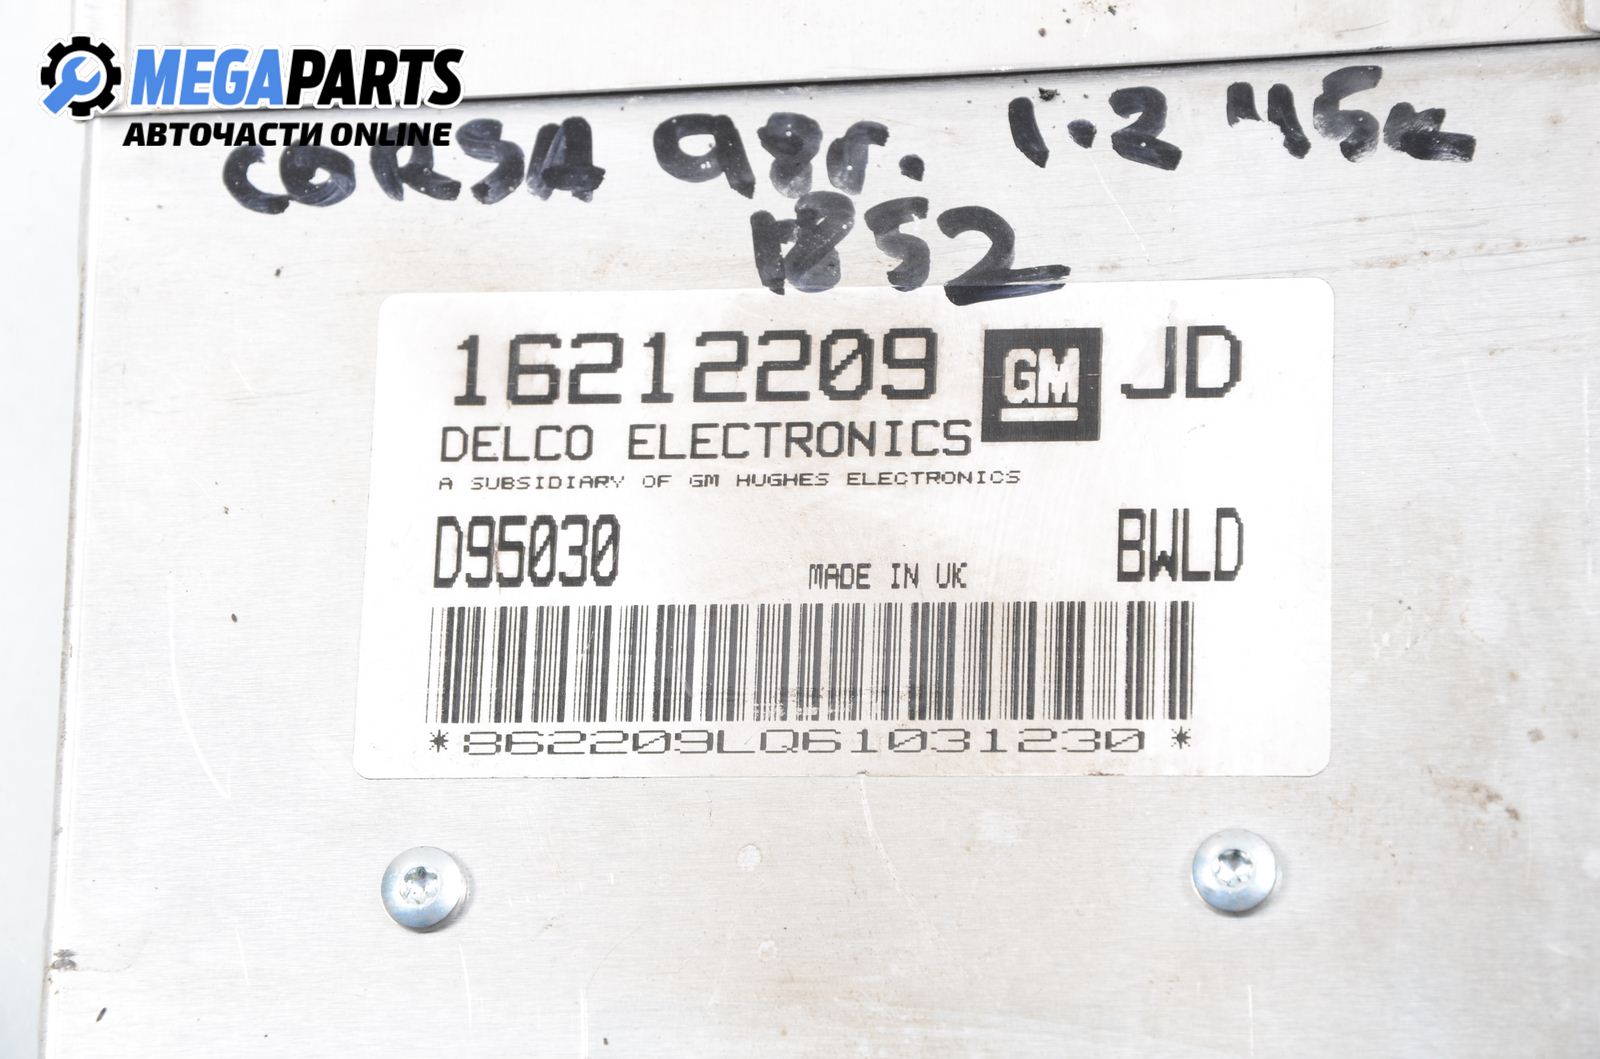 MEGAPARTS
АВТОЧАСТИ ONLINE
CORSA 98г. 1.2 45к
1852
16212209 GM JD
DELCO ELECTRONICS
A SUBSIDIARY OF GM HUGHES ELECTRONICS
D95030 MADE IN UK BWLD
*862209LQ61031230*